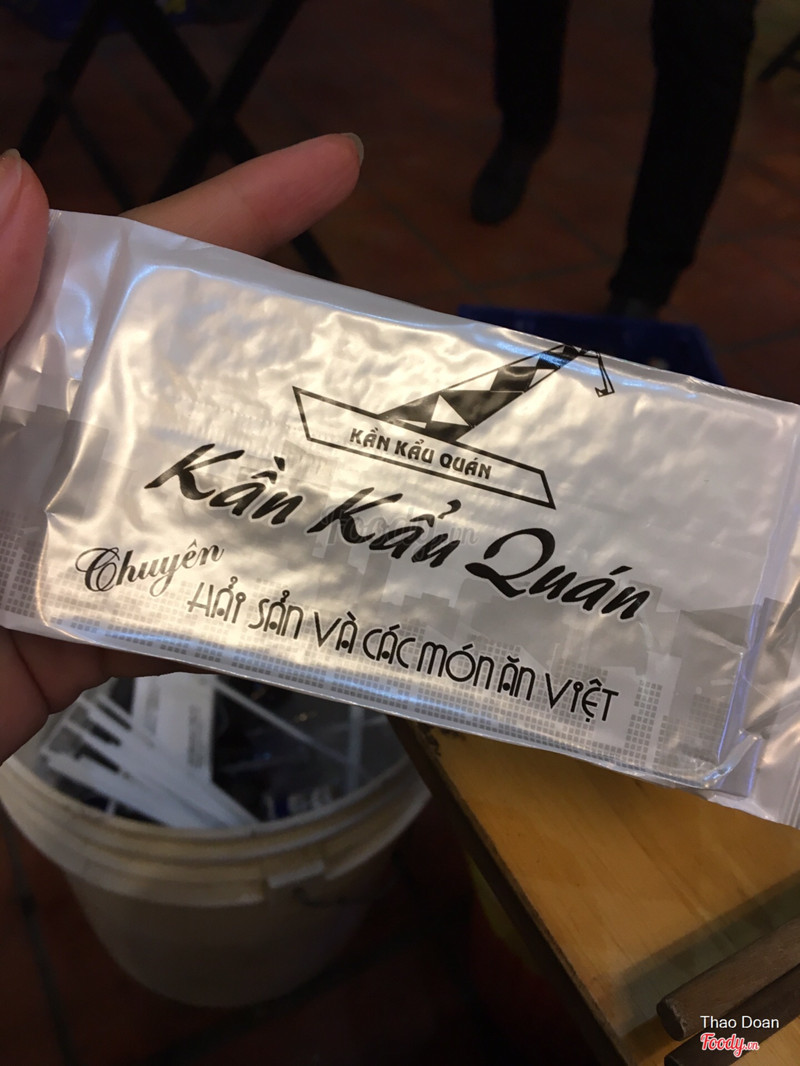 KẦN KẨU QUÁN
Kần Kẩu Quán
Chuyên
HẢI SẢN VÀ CÁC MÓN ĂN VIỆT
Thao Doan
Foody.vn